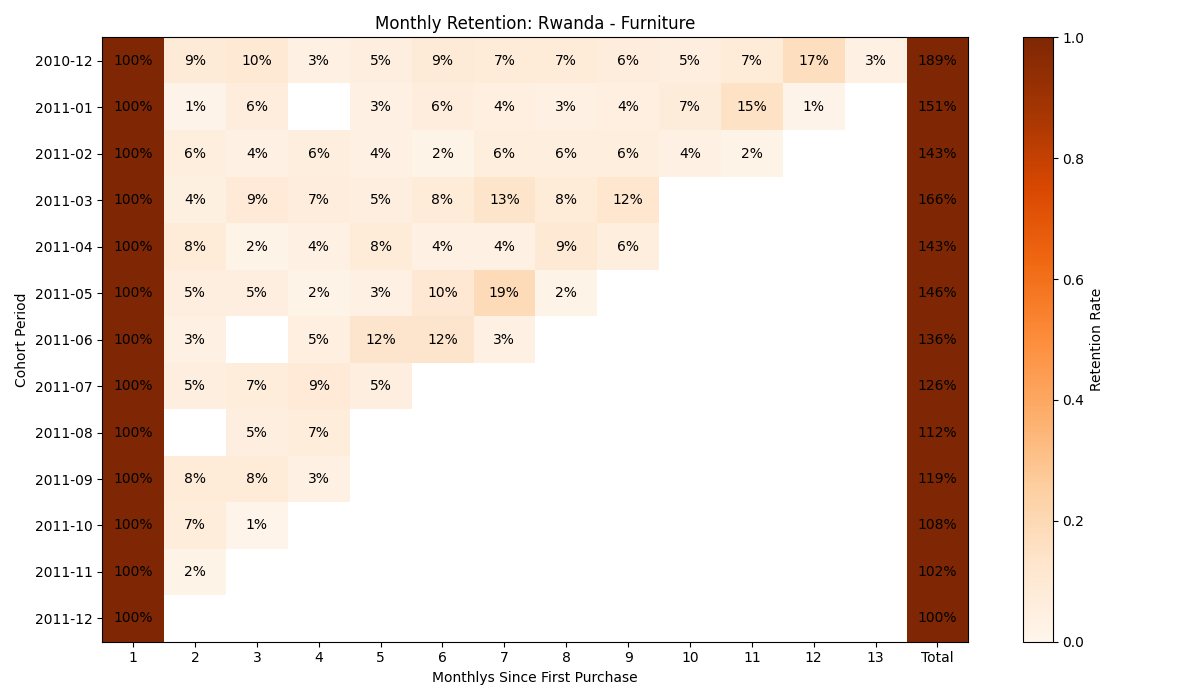 Monthly Retention: Rwanda - Furniture
2010-12 100% 9% 10% 3% 5% 9% 7% 7% 6% 5% 7% 17% 3% 189%
2011-01 100% 1% 6% 3% 6% 4% 3% 4% 7% 15% 1% 151%
2011-02 100% 6% 4% 6% 4% 2% 6% 6% 6% 4% 2% 143%
2011-03 100% 4% 9% 7% 5% 8% 13% 8% 12% 166%
2011-04 100% 8% 2% 4% 8% 4% 4% 9% 6% 143%
2011-05 100% 5% 5% 2% 3% 10% 19% 2% 146%
2011-06 100% 3% 5% 12% 12% 3% 136%
2011-07 100% 5% 7% 9% 5% 126%
2011-08 100% 5% 7% 112%
2011-09 100% 8% 8% 3% 119%
2011-10 100% 7% 1% 108%
2011-11 100% 2% 102%
2011-12 100% 100%
1 2 3 4 5 6 7 8 9 10 11 12 13 Total
Monthlys Since First Purchase
Cohort Period
1.0
0.8
0.6
0.4
0.2
0.0
Retention Rate